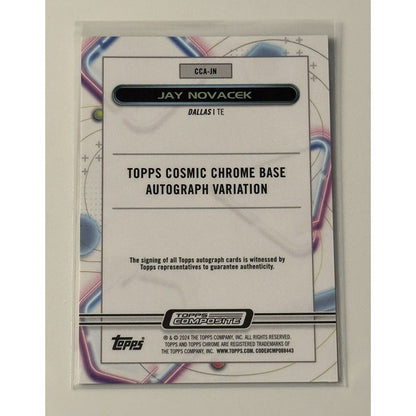 CCA-JN
JAY NOVACEK
DALLAS | TE
TOPPS COSMIC CHROME BASE
AUTOGRAPH VARIATION
The signing of all Topps autograph cards is witnessed by
Topps representatives to guarantee authenticity.
TOPPS
COMPOSITE
Topps
® & © 2024 THE TOPPS COMPANY, INC. ALL RIGHTS RESERVED.
TOPPS AND TOPPS CHROME ARE REGISTERED TRADEMARKS OF
THE TOPPS COMPANY, INC. WWW.TOPPS.COM. CODE#CMP088443